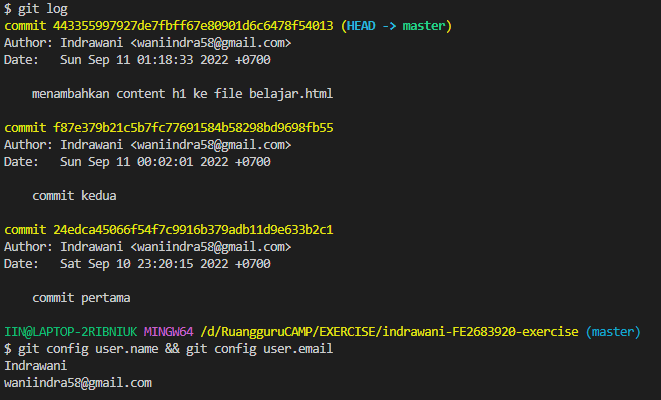 $ git log
commit 443355997927de7fbff67e80901d6c6478f54013 (HEAD -> master)
Author: Indrawani <waniindra58@gmail.com>
Date:   Sun Sep 11 01:18:33 2022 +0700

    menambahkan content h1 ke file belajar.html

commit f87e379b21c5b7fc77691584b58298bd9698fb55
Author: Indrawani <waniindra58@gmail.com>
Date:   Sun Sep 11 00:02:01 2022 +0700

    commit kedua

commit 24edca45066f54f7c9916b379adb11d9e633b2c1
Author: Indrawani <waniindra58@gmail.com>
Date:   Sat Sep 10 23:20:15 2022 +0700

    commit pertama

IIN@LAPTOP-2RIBNIUK MINGW64 /d/RuangguruCAMP/EXERCISE/indrawani-FE2683920-exercise (master)
$ git config user.name && git config user.email
Indrawani
waniindra58@gmail.com